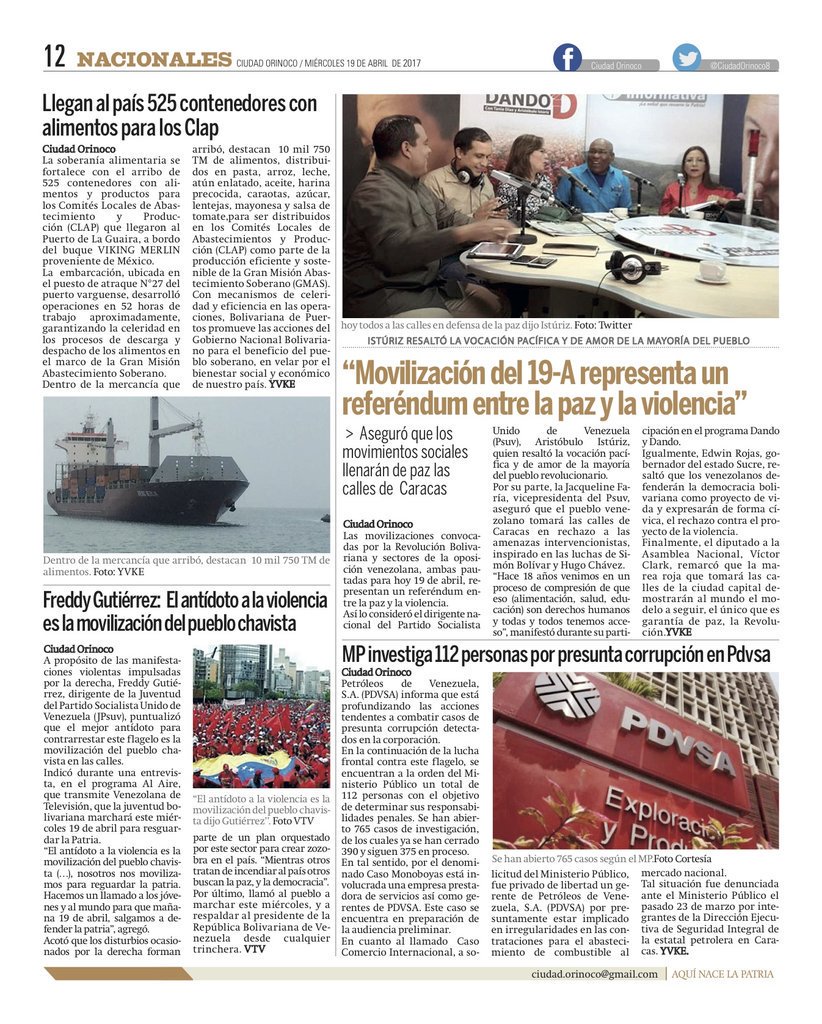 12 NACIONALES CIUDAD ORINOCO / MIÉRCOLES 19 DE ABRIL DE 2017
Ciudad Orinoco
@CiudadOrinoco8
Llegan al país 525 contenedores con
alimentos para los Clap
Ciudad Orinoco
La soberanía alimentaria se
fortalece con el arribo de
525 contenedores con ali-
mentos y productos para
los Comités Locales de Abas-
tecimiento y Produc-
ción (CLAP) que llegaron al
Puerto de La Guaira, a bordo
del buque VIKING MERLIN
proveniente de México.
La embarcación, ubicada en
el puesto de atraque N°27 del
puerto varguense, desarrolló
operaciones en 52 horas de
trabajo aproximadamente,
garantizando la celeridad en
los procesos de descarga y
despacho de los alimentos en
el marco de la Gran Misión
Abastecimiento Soberano.
Dentro de la mercancía que
arribó, destacan 10 mil 750
TM de alimentos, distribui-
dos en pasta, arroz, leche,
atún enlatado, aceite, harina
precocida, caraotas, azúcar,
lentejas, mayonesa y salsa de
tomate,para ser distribuidos
en los Comités Locales de
Abastecimientos y Produc-
ción (CLAP) como parte de la
producción eficiente y soste-
nible de la Gran Misión Abas-
tecimiento Soberano (GMAS).
Con mecanismos de celeri-
dad y eficiencia en las opera-
ciones, Bolivariana de Puer-
tos promueve las acciones del
Gobierno Nacional Bolivaria-
no para el beneficio del pue-
blo soberano, en velar por el
bienestar social y económico
de nuestro país. YVKE
Dentro de la mercancía que arribó, destacan 10 mil 750 TM de
alimentos. Foto: YVKE
DANDO
D
Con Tania Díaz y Aristóbulo Istúriz
Informativa
hoy todos a las calles en defensa de la paz dijo Istúriz. Foto: Twitter
ISTÚRIZ RESALTÓ LA VOCACIÓN PACÍFICA Y DE AMOR DE LA MAYORÍA DEL PUEBLO
“Movilización del 19-A representa un
referéndum entre la paz y la violencia”
> Aseguró que los
movimientos sociales
llenarán de paz las
calles de Caracas
Ciudad Orinoco
Las movilizaciones convoca-
das por la Revolución Bolivar-
iana y sectores de la oposi-
ción venezolana, ambas pau-
tadas para hoy 19 de abril, re-
presentan un referéndum en-
tre la paz y la violencia.
Así lo consideró el dirigente na-
cional del Partido Socialista
Unido de Venezuela
(Psuv), Aristóbulo Istúriz,
quien resaltó la vocación pací-
fica y de amor de la mayoría
del pueblo revolucionario.
Por su parte, la Jacqueline Fa-
ría, vicepresidenta del Psuv,
aseguró que el pueblo vene-
zolano tomará las calles de
Caracas en rechazo a las
amenazas intervencionistas,
inspirado en las luchas de Si-
món Bolívar y Hugo Chávez.
“Hace 18 años venimos en un
proceso de compresión de que
eso (alimentación, salud, edu-
cación) son derechos humanos
y todas y todos tenemos acce-
so”, manifestó durante su parti-
cipación en el programa Dando
y Dando.
Igualmente, Edwin Rojas, go-
bernador del estado Sucre, re-
saltó que los venezolanos de-
fenderán la democracia boli-
variana como proyecto de vi-
da y expresarán de forma cí-
vica, el rechazo contra el pro-
yecto de la violencia.
Finalmente, el diputado a la
Asamblea Nacional, Víctor
Clark, remarcó que la ma-
rea roja que tomará las ca-
lles de la ciudad capital de-
mostrarán al mundo el mo-
delo a seguir, el único que es
garantía de paz, la Revolu-
ción.YVKE
Freddy Gutiérrez: El antídoto a la violencia
es la movilización del pueblo chavista
Ciudad Orinoco
A propósito de las manifesta-
ciones violentas impulsadas
por la derecha, Freddy Gutié-
rrez, dirigente de la Juventud
del Partido Socialista Unido de
Venezuela (JPsuv), puntualizó
que el mejor antídoto para
contrarrestar este flagelo es la
movilización del pueblo cha-
vista en las calles.
Indicó durante una entrevis-
ta, en el programa Al Aire,
que transmite Venezolana de
Televisión, que la juventud bo-
livariana marchará este miér-
coles 19 de abril para resguar-
dar la Patria.
“El antídoto a la violencia es la
movilización del pueblo chavis-
ta (...), nosotros nos moviliza-
mos para reguardar la patria.
Hacemos un llamado a los jóve-
nes y al mundo para que maña-
na 19 de abril, salgamos a de-
fender la patria”, agregó.
Acotó que los disturbios ocasio-
nados por la derecha forman
“El antídoto a la violencia es la
movilización del pueblo chavis-
ta dijo Gutiérrez”. Foto VTV
parte de un plan orquestado
por este sector para crear zozo-
bra en el país. “Mientras otros
tratan de incendiar al país otros
buscan la paz, y la democracia”.
Por último, llamó al pueblo a
marchar este miércoles, y a
respaldar al presidente de la
República Bolivariana de Ve-
nezuela desde cualquier
trinchera. VTV
MP investiga 112 personas por presunta corrupción en Pdvsa
Ciudad Orinoco
Petróleos de Venezuela,
S.A. (PDVSA) informa que está
profundizando las acciones
tendentes a combatir casos de
presunta corrupción detecta-
dos en la corporación.
En la continuación de la lucha
frontal contra este flagelo, se
encuentran a la orden del Mi-
nisterio Público un total de
112 personas con el objetivo
de determinar sus responsabi-
lidades penales. Se han abier-
to 765 casos de investigación,
de los cuales ya se han cerrado
390 y siguen 375 en proceso.
En tal sentido, por el denomi-
nado Caso Monoboyas está in-
volucrada una empresa presta-
dora de servicios así como ge-
rentes de PDVSA. Este caso se
encuentra en preparación de
la audiencia preliminar.
En cuanto al llamado Caso
Comercio Internacional, a so-
PDVSA
Exploración
y Produ
Se han abierto 765 casos según el MP.Foto Cortesía
licitud del Ministerio Público,
fue privado de libertad un ge-
rente de Petróleos de Vene-
zuela, S.A. (PDVSA) por pre-
suntamente estar implicado
en irregularidades en las con-
trataciones para el abasteci-
miento de combustible al
mercado nacional.
Tal situación fue denunciada
ante el Ministerio Público el
pasado 23 de marzo por inte-
grantes de la Dirección Ejecu-
tiva de Seguridad Integral de
la estatal petrolera en Cara-
cas. YVKE.
ciudad.orinoco@gmail.com | AQUÍ NACE LA PATRIA